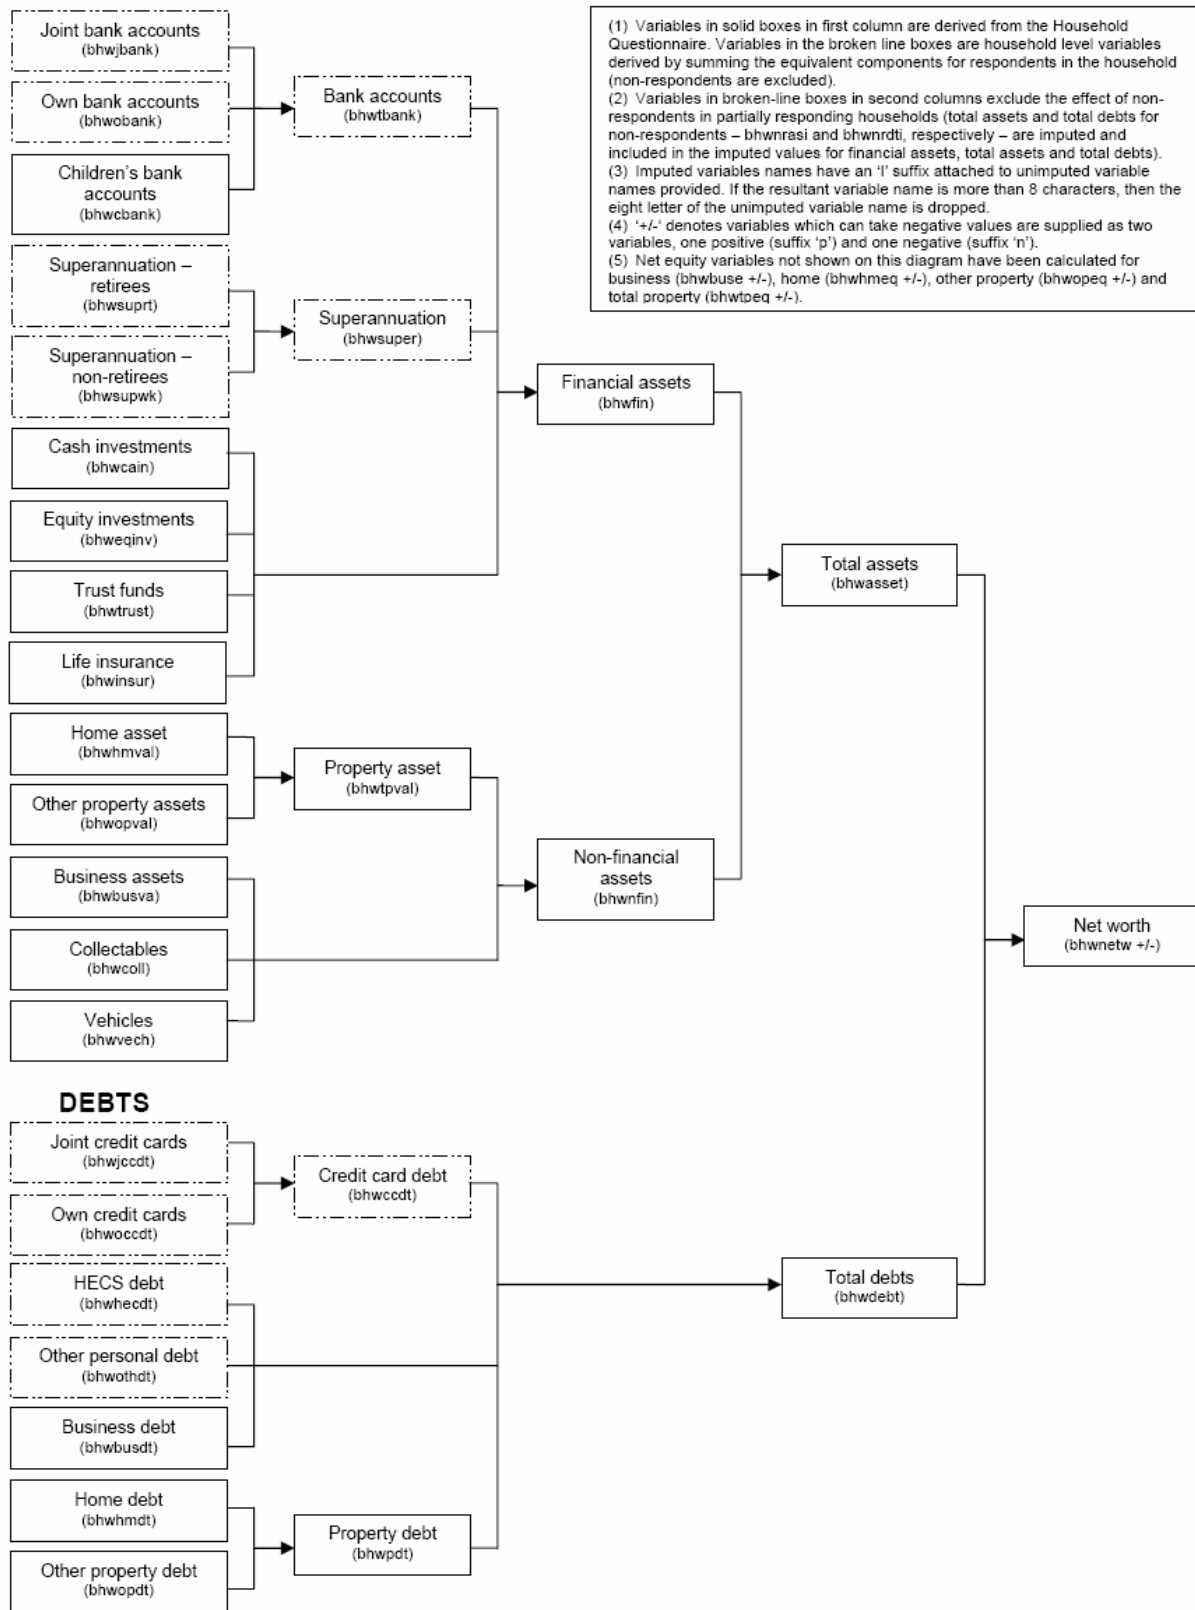 Joint bank accounts
(bhwjbank)
Own bank accounts
(bhwobank)
Children's bank
accounts
(bhwcbank)
Superannuation –
retirees
(bhwsuprt)
Superannuation –
non-retirees
(bhwsupwk)
Cash investments
(bhwcain)
Equity investments
(bhweqinv)
Trust funds
(bhwtrust)
Life insurance
(bhwinsur)
Home asset
(bhwhmval)
Other property assets
(bhwopval)
Business assets
(bhwbusva)
Collectables
(bhwcoll)
Vehicles
(bhwvech)
Bank accounts
(bhwtbank)
Superannuation
(bhwsuper)
Property asset
(bhwtpval)
Financial assets
(bhwfin)
Non-financial
assets
(bhwnfin)
Total assets
(bhwasset)
Net worth
(bhwnetw +/-)
(1) Variables in solid boxes in first column are derived from the Household
Questionnaire. Variables in the broken line boxes are household level variables
derived by summing the equivalent components for respondents in the household
(non-respondents are excluded).
(2) Variables in broken-line boxes in second columns exclude the effect of non-
respondents in partially responding households (total assets and total debts for
non-respondents – bhwnrasi and bhwnrdti, respectively – are imputed and
included in the imputed values for financial assets, total assets and total debts).
(3) Imputed variables names have an 'I' suffix attached to unimputed variable
names provided. If the resultant variable name is more than 8 characters, then the
eight letter of the unimputed variable name is dropped.
(4) '+/-' denotes variables which can take negative values are supplied as two
variables, one positive (suffix 'p') and one negative (suffix 'n').
(5) Net equity variables not shown on this diagram have been calculated for
business (bhwbuse +/-), home (bhwhmeq +/-), other property (bhwopeq +/-) and
total property (bhwtpeq +/-).
DEBTS
Joint credit cards
(bhwjccdt)
Own credit cards
(bhwoccdt)
HECS debt
(bhwhecdt)
Other personal debt
(bhwothdt)
Business debt
(bhwbusdt)
Home debt
(bhwhmdt)
Other property debt
(bhwopdt)
Credit card debt
(bhwccdt)
Property debt
(bhwpdt)
Total debts
(bhwdebt)